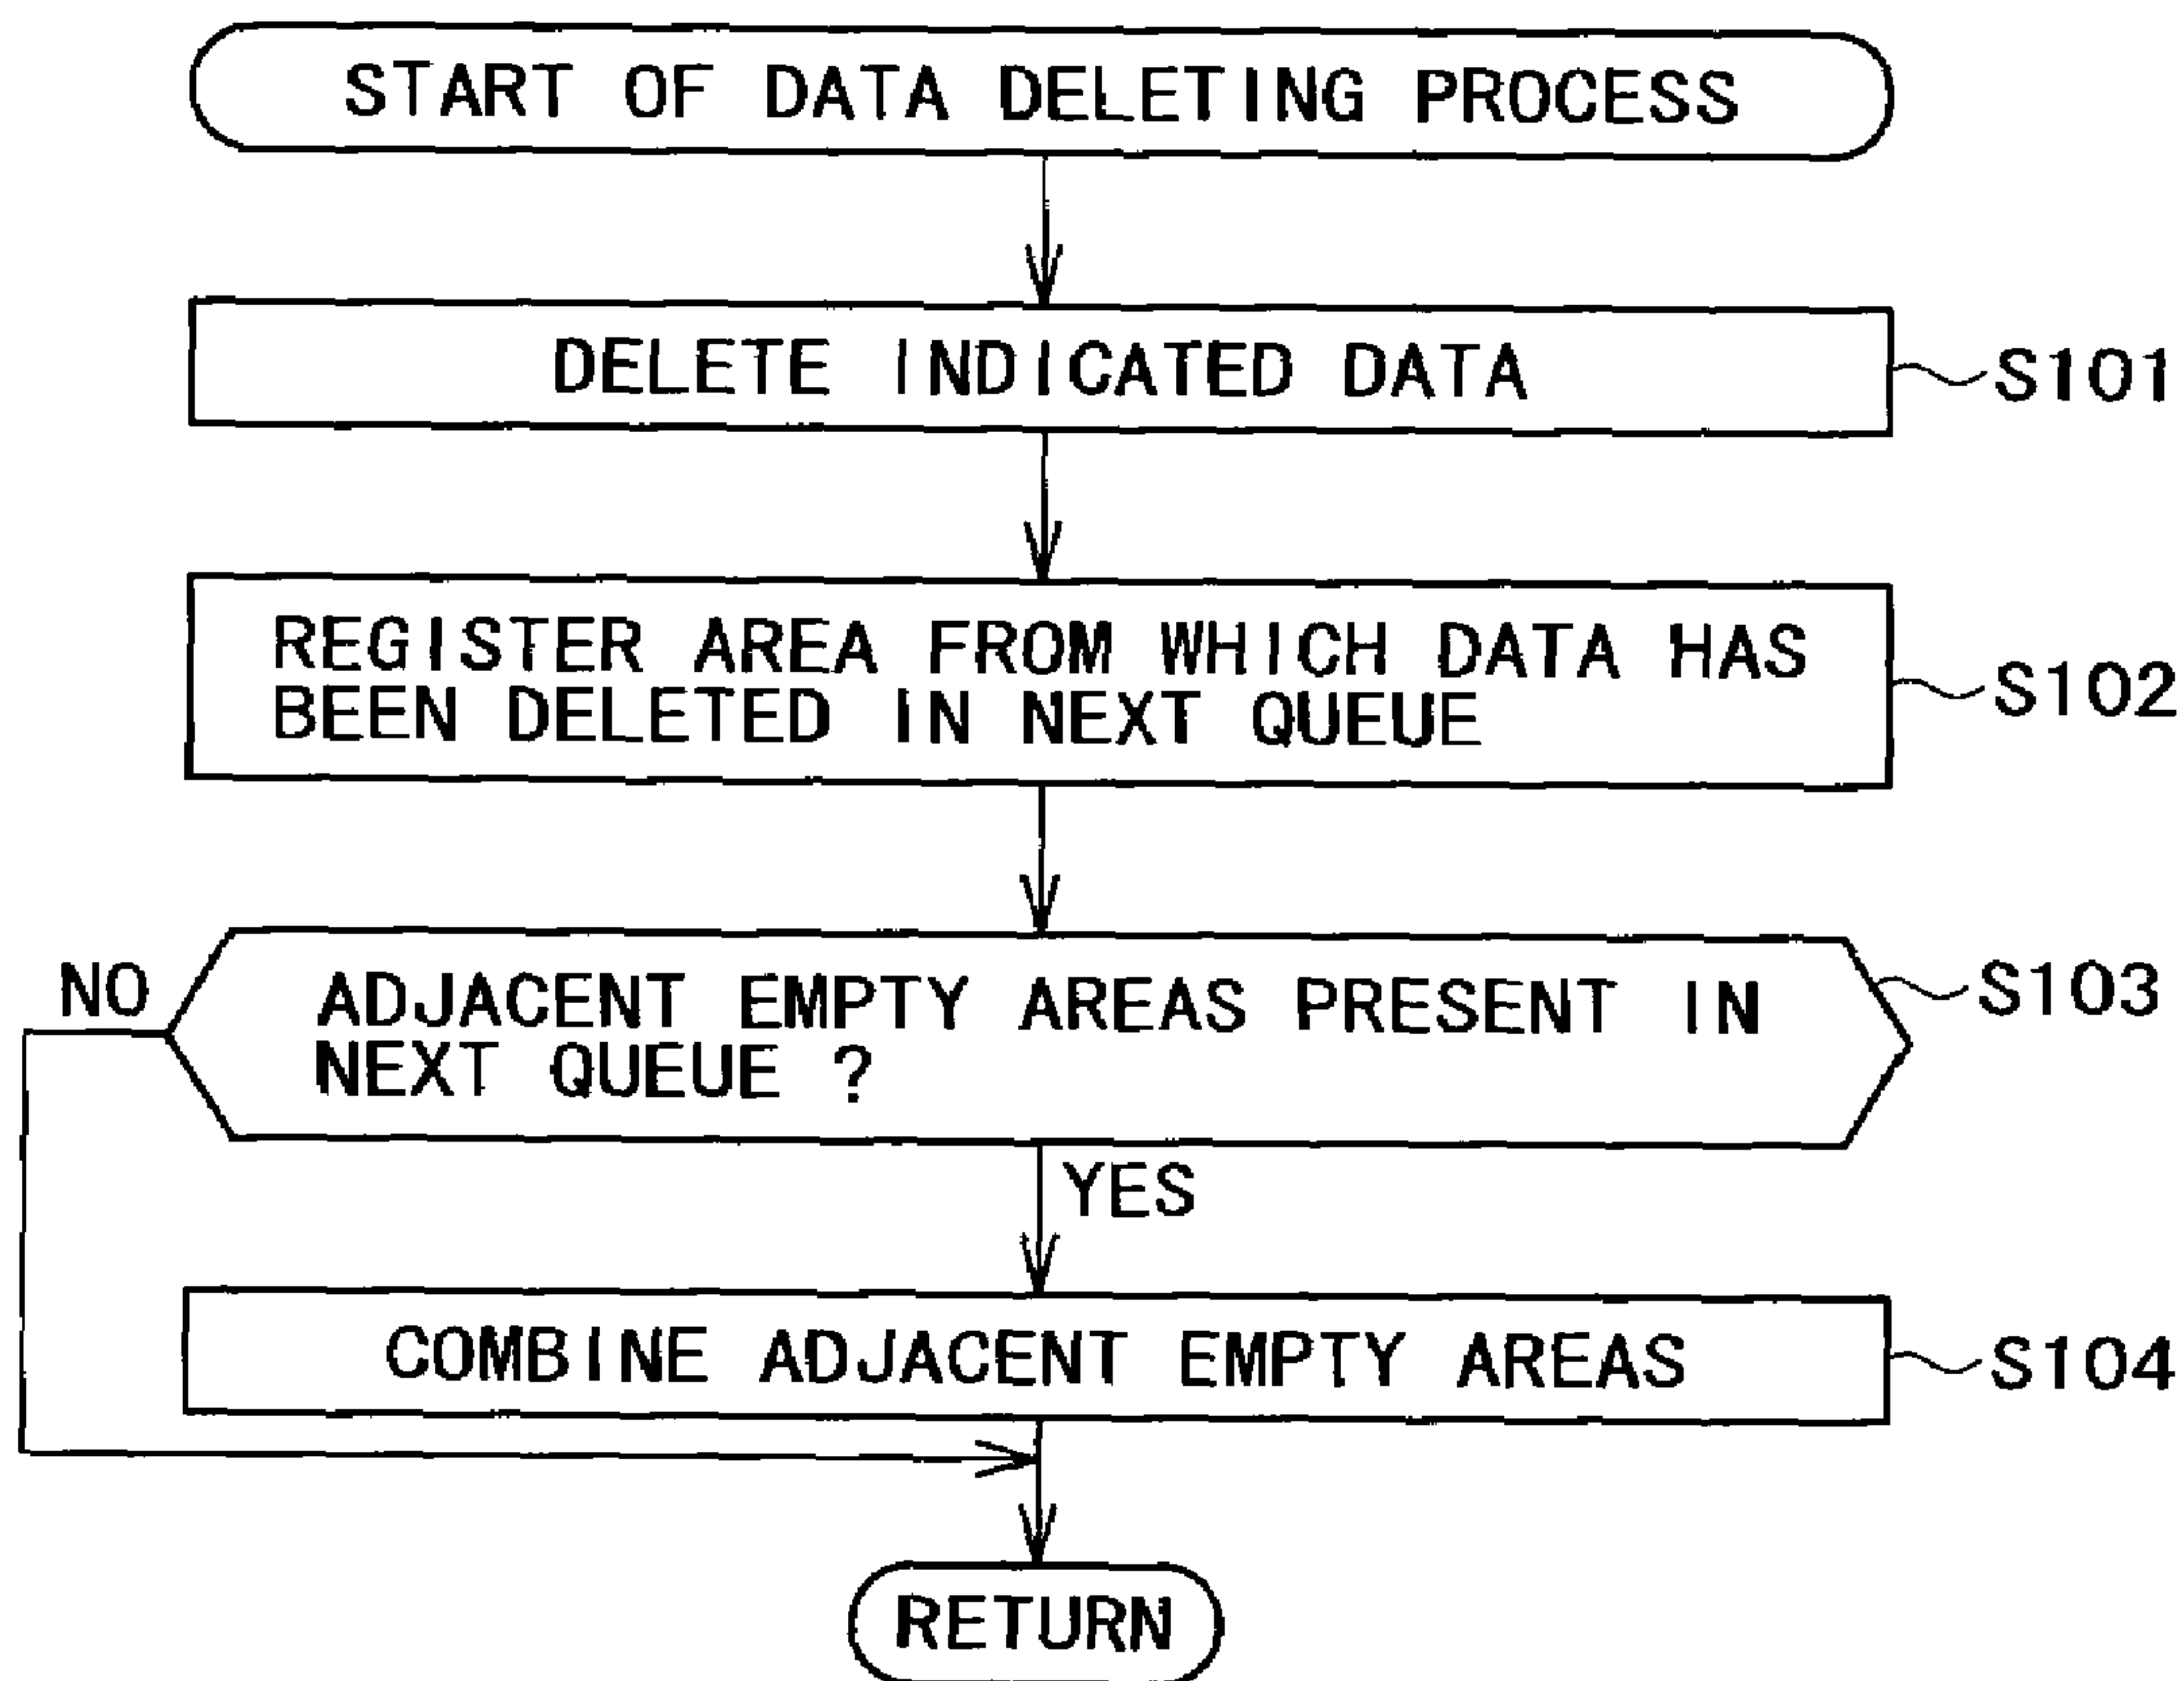 START OF DATA DELETING PROCESS
DELETE INDICATED DATA
S101
REGISTER AREA FROM WHICH DATA HAS
BEEN DELETED IN NEXT QUEUE
S102
NO
ADJACENT EMPTY AREAS PRESENT IN
NEXT QUEUE ?
S103
YES
COMBINE ADJACENT EMPTY AREAS
S104
RETURN